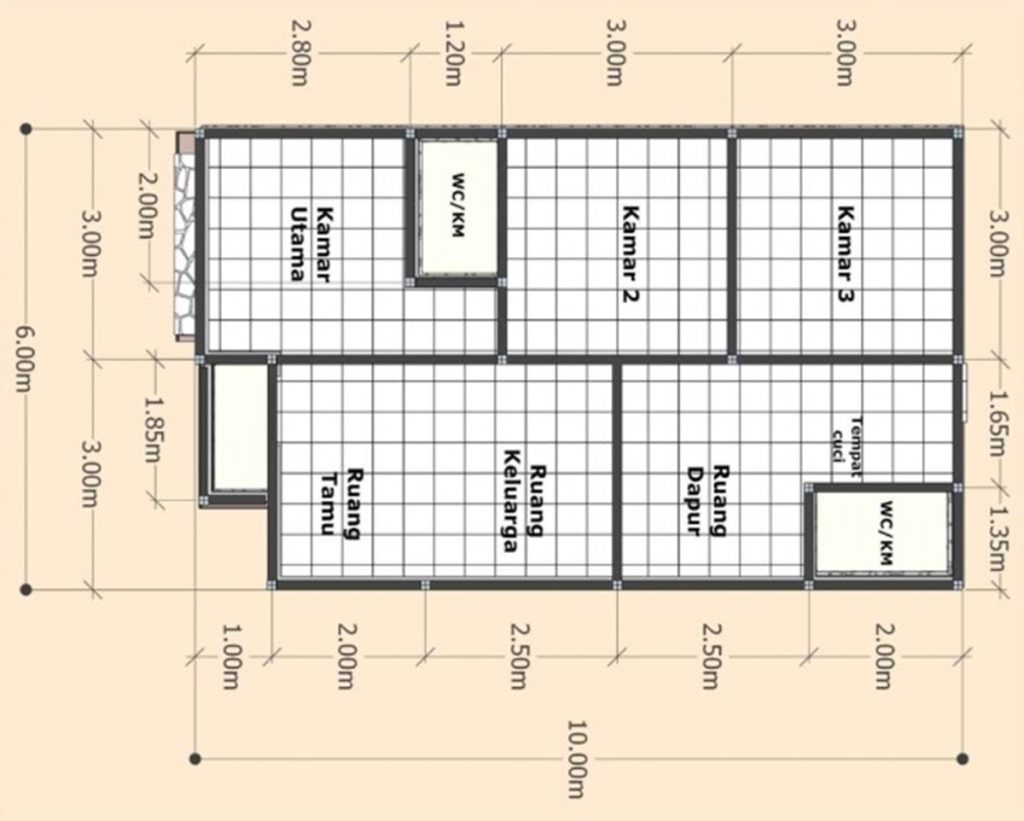 2.80m
1.20m
3.00m
3.00m
2.00m
3.00m
6.00m
1.85m
3.00m
3.00m
1.65m
1.35m
Kamar
Utama
WC/KM
Kamar 2
Kamar 3
Ruang
Tamu
Ruang
Keluarga
Ruang
Dapur
Tempat
cuci
WC/KM
1.00m
2.00m
2.50m
2.50m
2.00m
10.00m